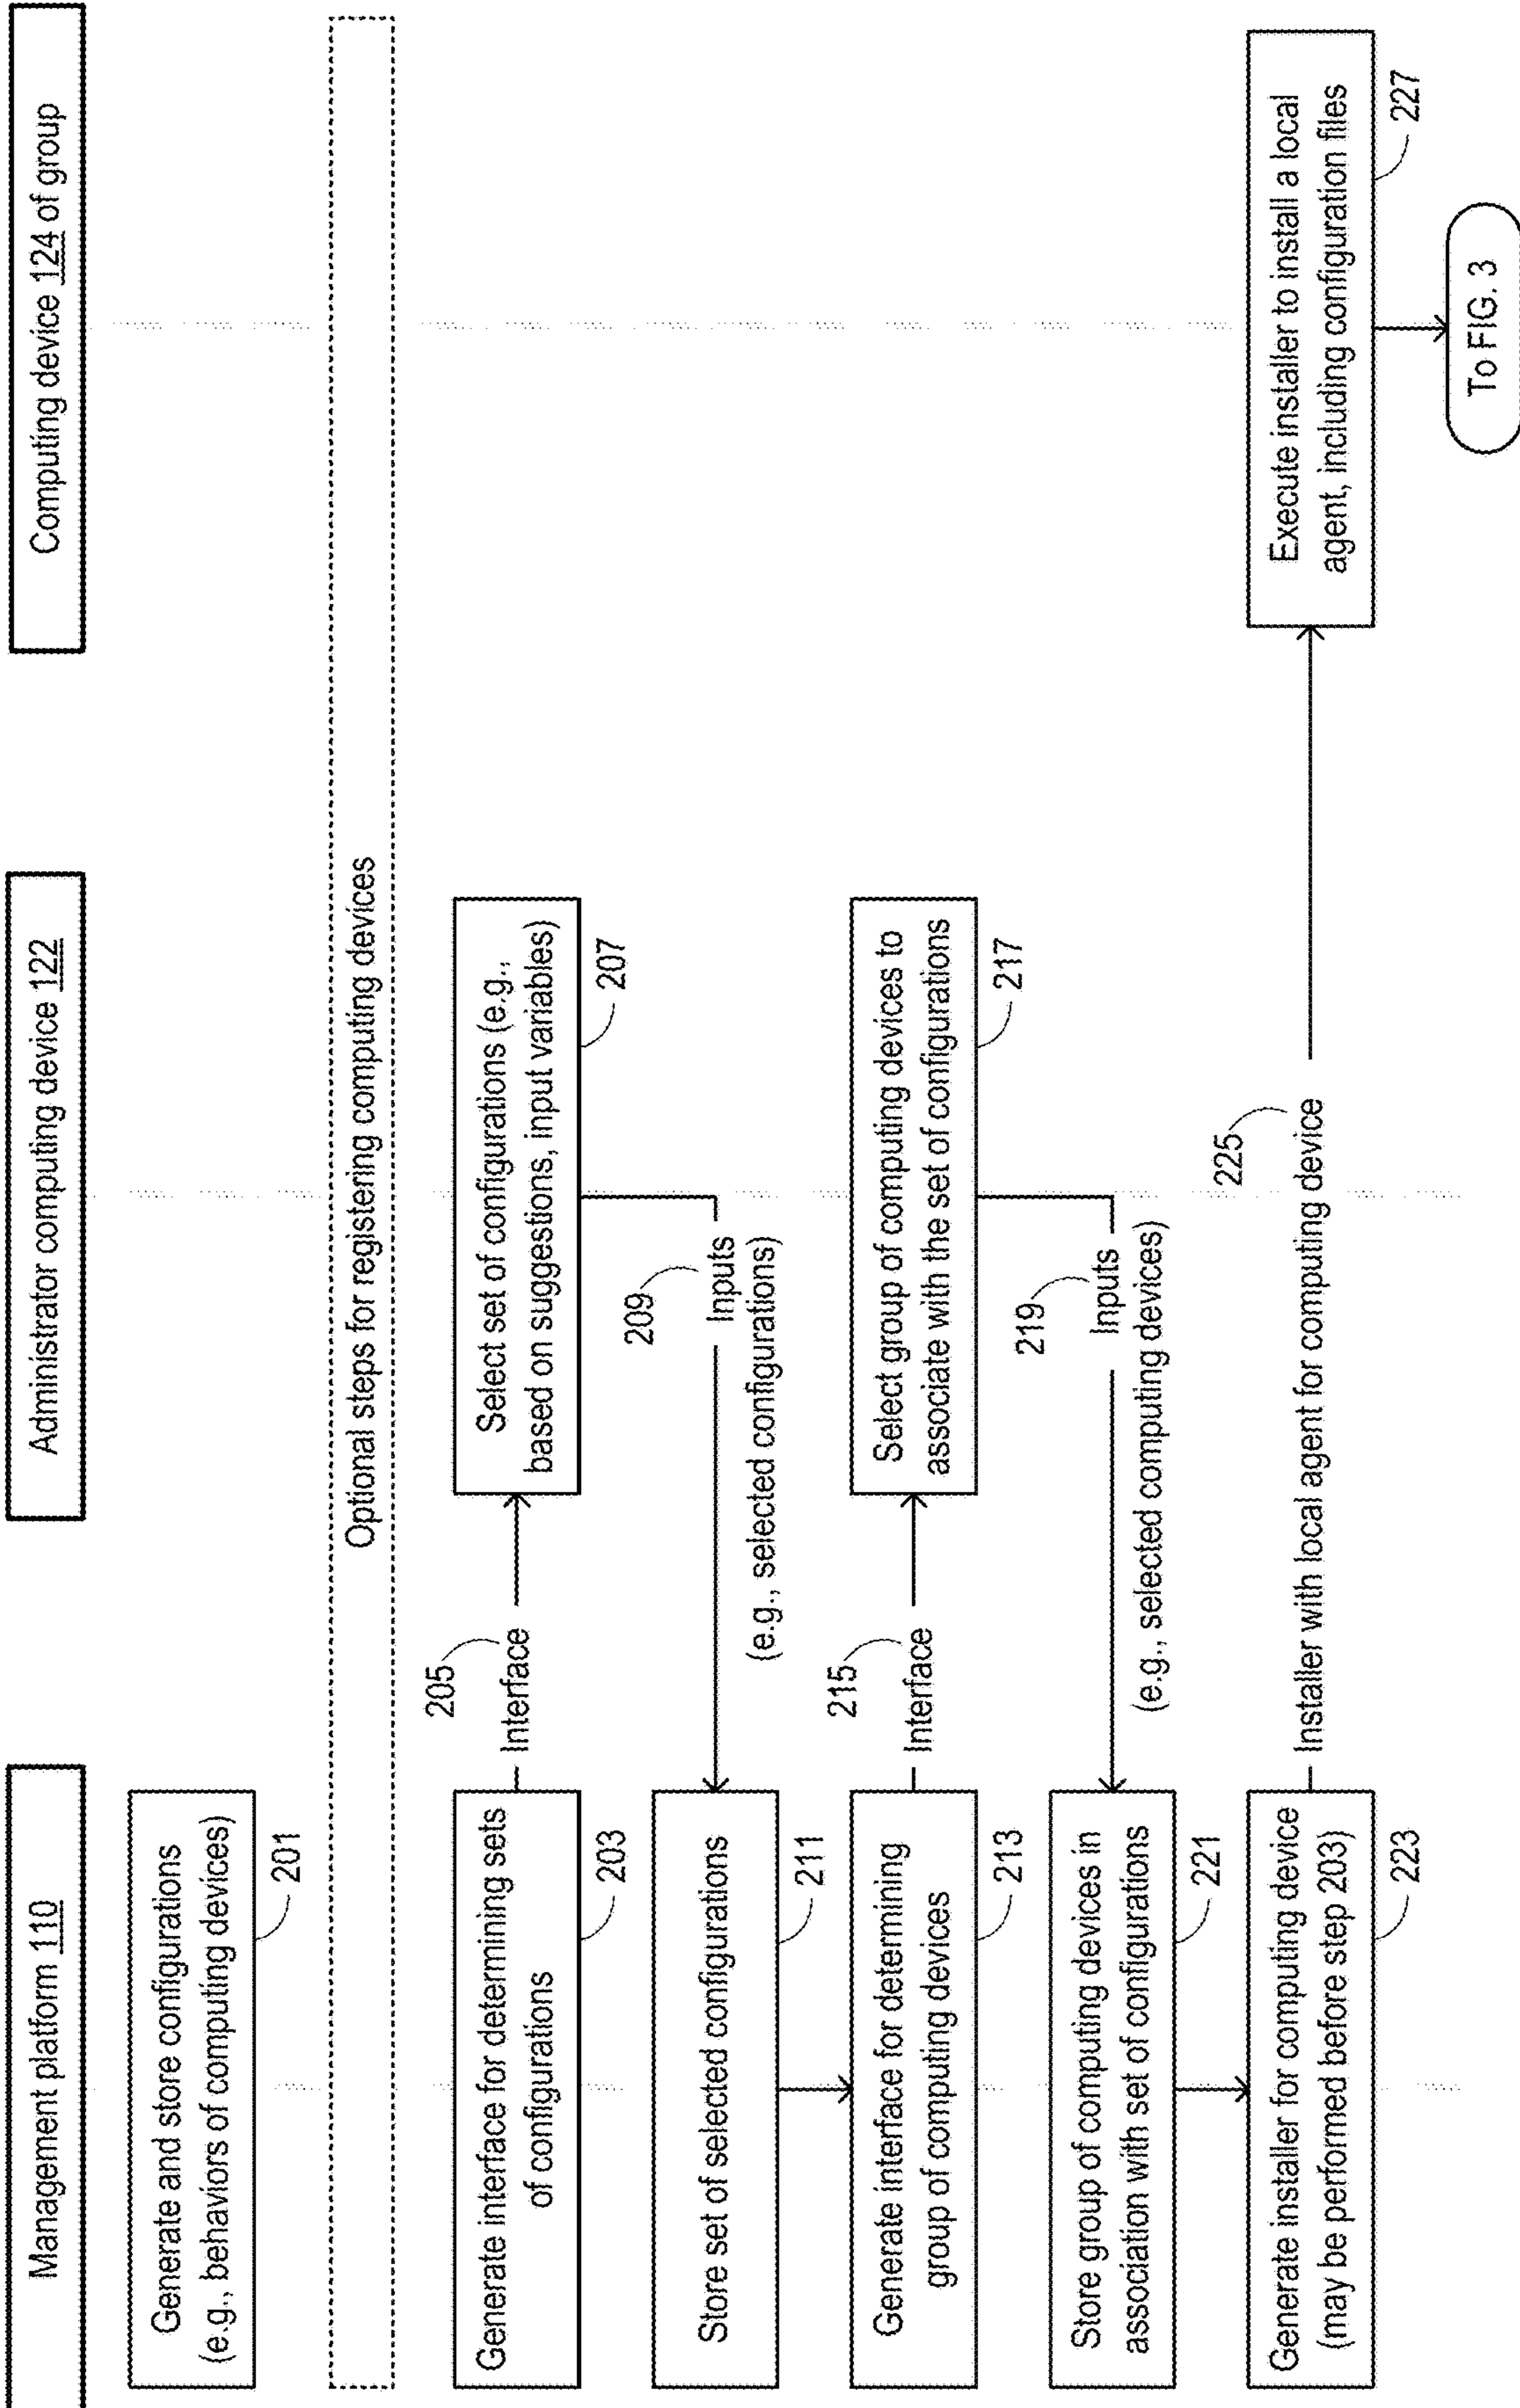 Management platform 110
Administrator computing device 122
Computing device 124 of group
Generate and store configurations
(e.g., behaviors of computing devices)
201
Optional steps for registering computing devices
Generate interface for determining sets
of configurations
203
205
Interface
Select set of configurations (e.g.,
based on suggestions, input variables)
207
209
Inputs
(e.g., selected configurations)
Store set of selected configurations
211
Generate interface for determining
group of computing devices
213
215
Interface
Select group of computing devices to
associate with the set of configurations
217
219
Inputs
(e.g., selected computing devices)
Store group of computing devices in
association with set of configurations
221
Generate installer for computing device
(may be performed before step 203)
223
225
Installer with local agent for computing device
Execute installer to install a local
agent, including configuration files
227
To FIG. 3